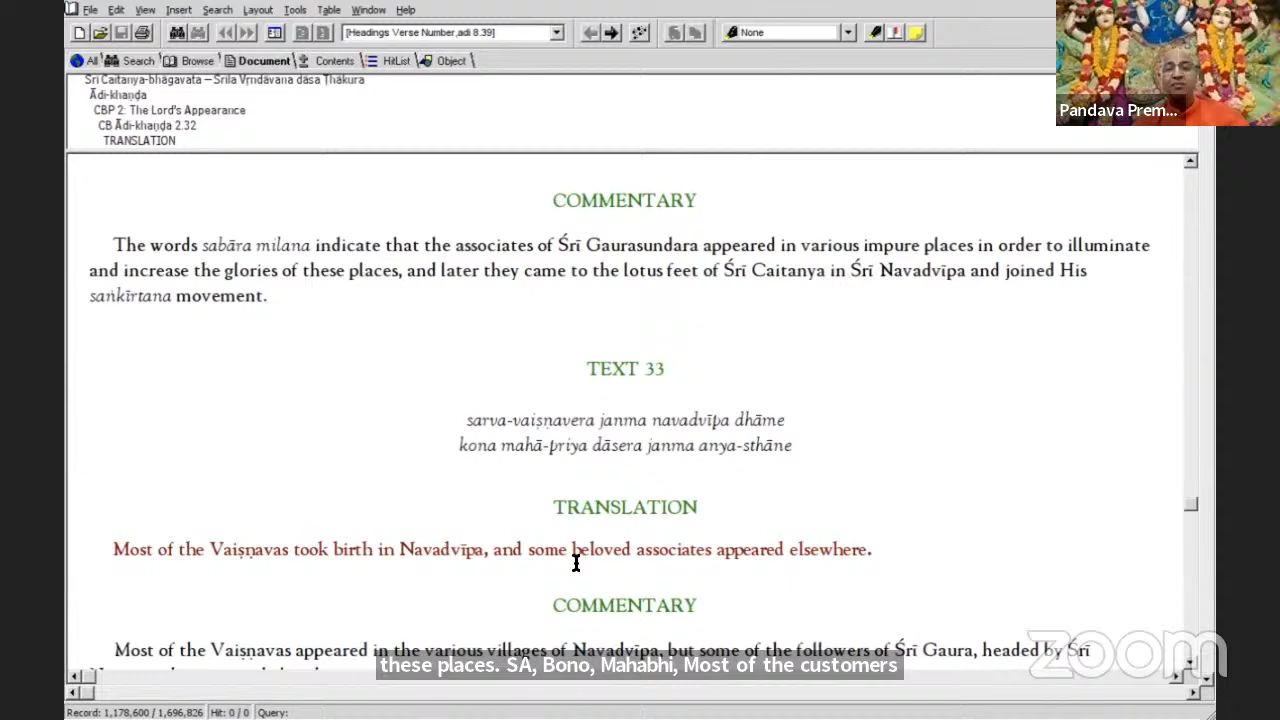 File Edit View Insert Search Layout Tools Table Window Help
[Headings Verse Number,adi 8.39] None
All Search Browse Document Contents HitList Object
Śrī Caitanya-bhāgavata – Śrīla Vṛndāvana dāsa Ṭhākura
Ādi-khaṇḍa
CBP 2: The Lord's Appearance
CB Ādi-khaṇḍa 2.32
TRANSLATION
Pandava Prem...
COMMENTARY
The words sabāra milana indicate that the associates of Śrī Gaurasundara appeared in various impure places in order to illuminate
and increase the glories of these places, and later they came to the lotus feet of Śrī Caitanya in Śrī Navadvīpa and joined His
saṅkīrtana movement.
TEXT 33
sarva-vaiṣṇavera janma navadvīpa dhāme
kona mahā-priya dāsera janma anya-sthāne
TRANSLATION
Most of the Vaiṣṇavas took birth in Navadvīpa, and some beloved associates appeared elsewhere.
COMMENTARY
Most of the Vaiṣṇavas appeared in the various villages of Navadvīpa, but some of the followers of Śrī Gaura, headed by Śrī
these places. SA, Bono, Mahabhi, Most of the customers
zoom
Record: 1,178,600 / 1,696,826 Hit: 0 / 0 Query: